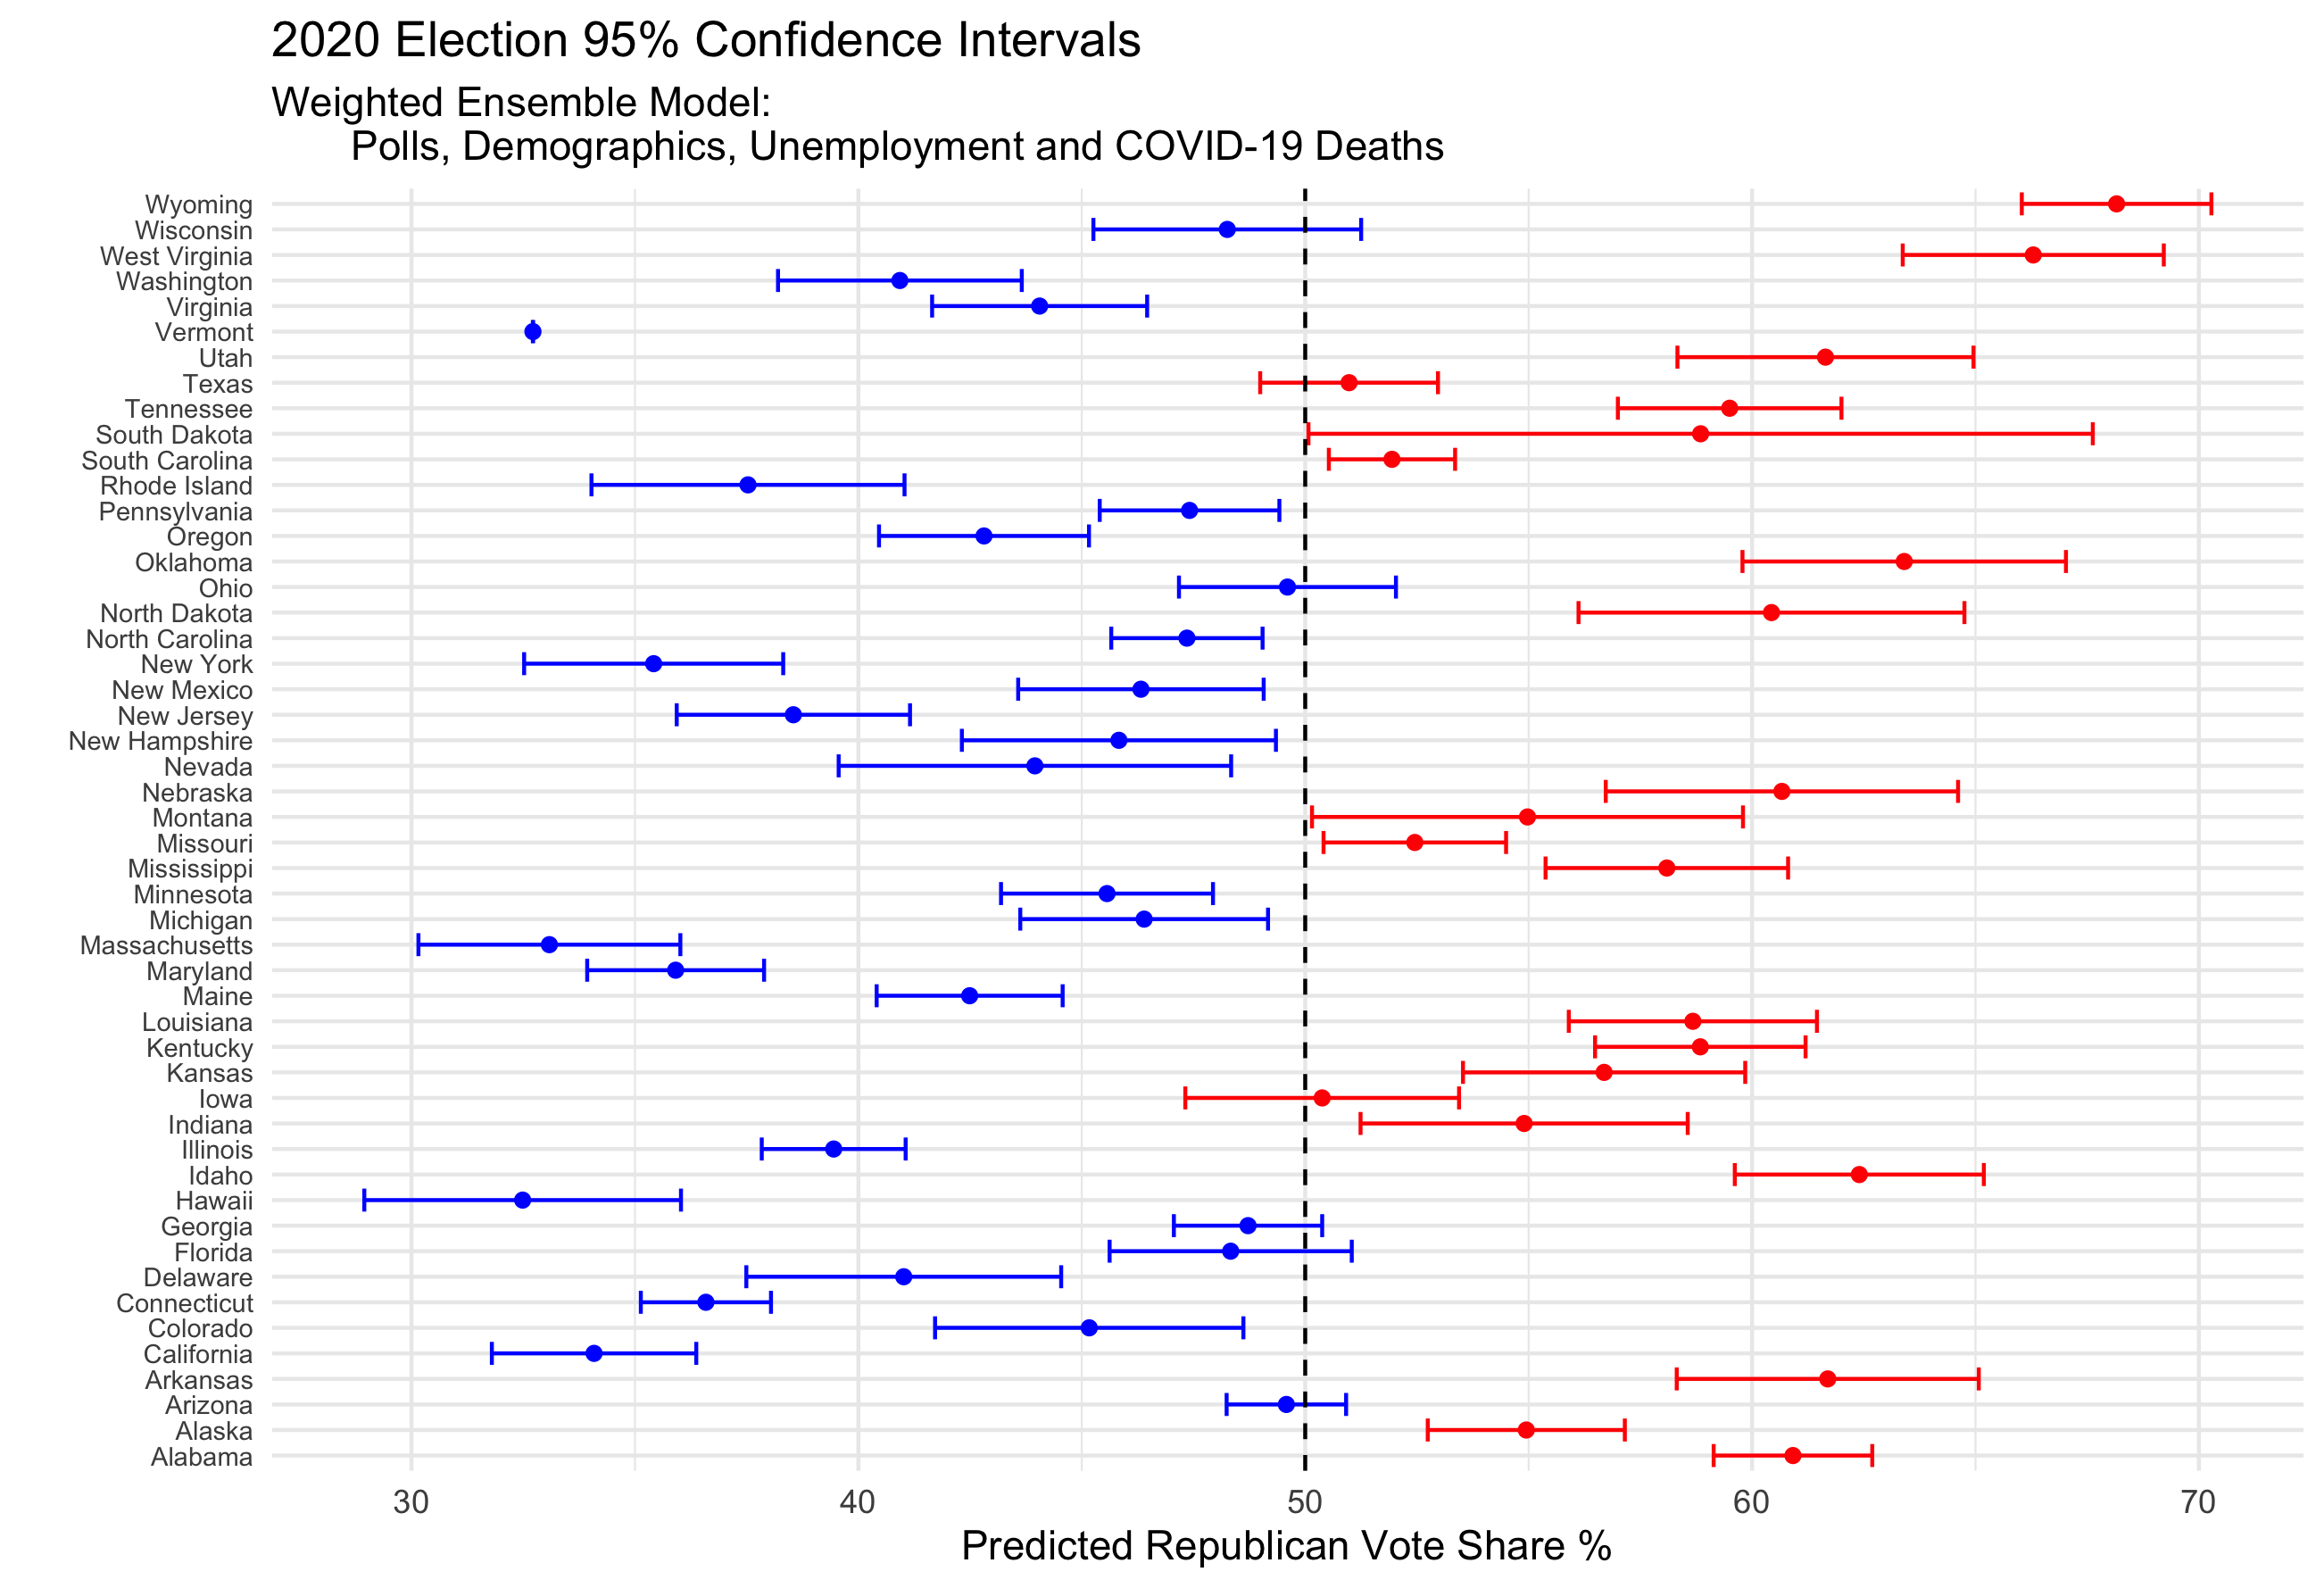 2020 Election 95% Confidence Intervals
Weighted Ensemble Model:
Polls, Demographics, Unemployment and COVID-19 Deaths
Wyoming
Wisconsin
West Virginia
Washington
Virginia
Vermont
Utah
Texas
Tennessee
South Dakota
South Carolina
Rhode Island
Pennsylvania
Oregon
Oklahoma
Ohio
North Dakota
North Carolina
New York
New Mexico
New Jersey
New Hampshire
Nevada
Nebraska
Montana
Missouri
Mississippi
Minnesota
Michigan
Massachusetts
Maryland
Maine
Louisiana
Kentucky
Kansas
Iowa
Indiana
Illinois
Idaho
Hawaii
Georgia
Florida
Delaware
Connecticut
Colorado
California
Arkansas
Arizona
Alaska
Alabama
30 40 50 60 70
Predicted Republican Vote Share %